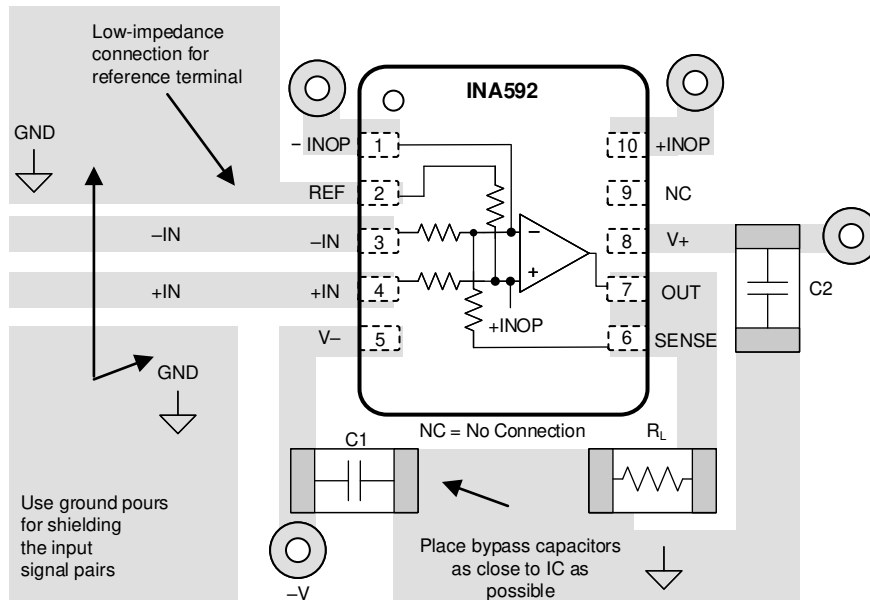 Low-impedance
connection for
reference terminal
INA592
GND
– INOP
1
10
+INOP
REF
2
9
NC
–IN
–IN
3
–
8
V+
+IN
+IN
4
+
7
OUT
C2
+INOP
V–
5
6
SENSE
GND
NC = No Connection
C1
RL
Use ground pours
for shielding
the input
signal pairs
Place bypass capacitors
as close to IC as
possible
–V